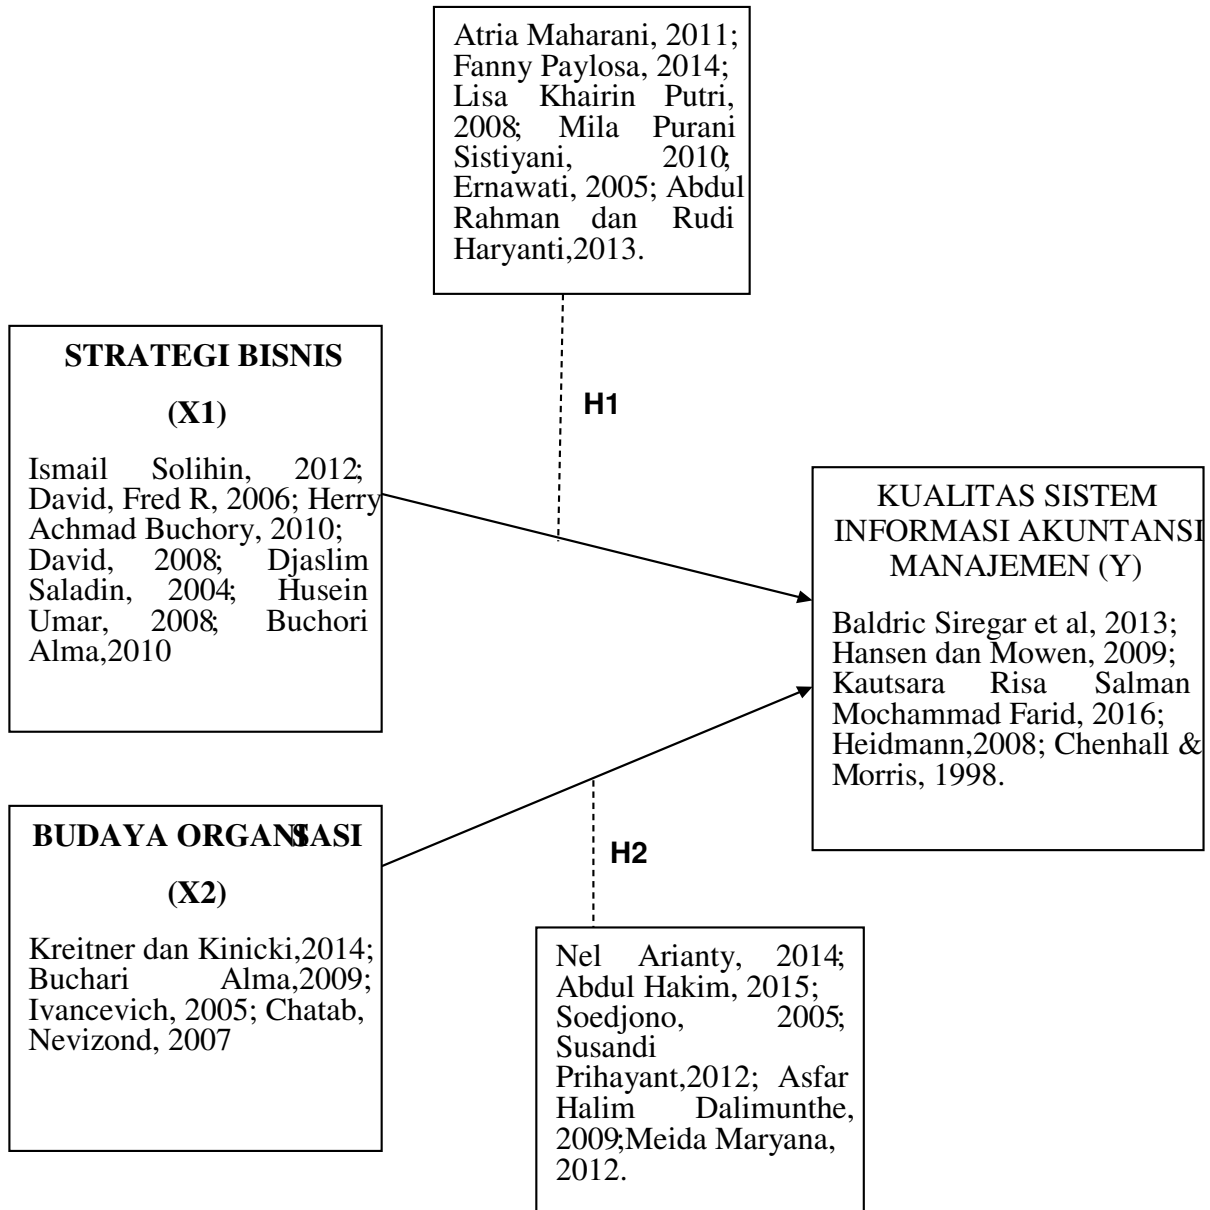 Atria Maharani, 2011;
Fanny Paylosa, 2014;
Lisa Khairin Putri,
2008; Mila Purani
Sistiyani, 2010;
Ernawati, 2005; Abdul
Rahman dan Rudi
Haryanti,2013.
STRATEGI BISNIS
(X1)
Ismail Solihin, 2012;
David, Fred R, 2006; Herry
Achmad Buchory, 2010;
David, 2008; Djaslim
Saladin, 2004; Husein
Umar, 2008; Buchori
Alma,2010
H1
KUALITAS SISTEM
INFORMASI AKUNTANSI
MANAJEMEN (Y)
Baldric Siregar et al, 2013;
Hansen dan Mowen, 2009;
Kautsara Risa Salman
Mochammad Farid, 2016;
Heidmann,2008; Chenhall &
Morris, 1998.
BUDAYA ORGANISASI
(X2)
Kreitner dan Kinicki,2014;
Buchari Alma,2009;
Ivancevich, 2005; Chatab,
Nevizond, 2007
H2
Nel Arianty, 2014;
Abdul Hakim, 2015;
Soedjono, 2005;
Susandi
Prihayant,2012; Asfar
Halim Dalimunthe,
2009;Meida Maryana,
2012.